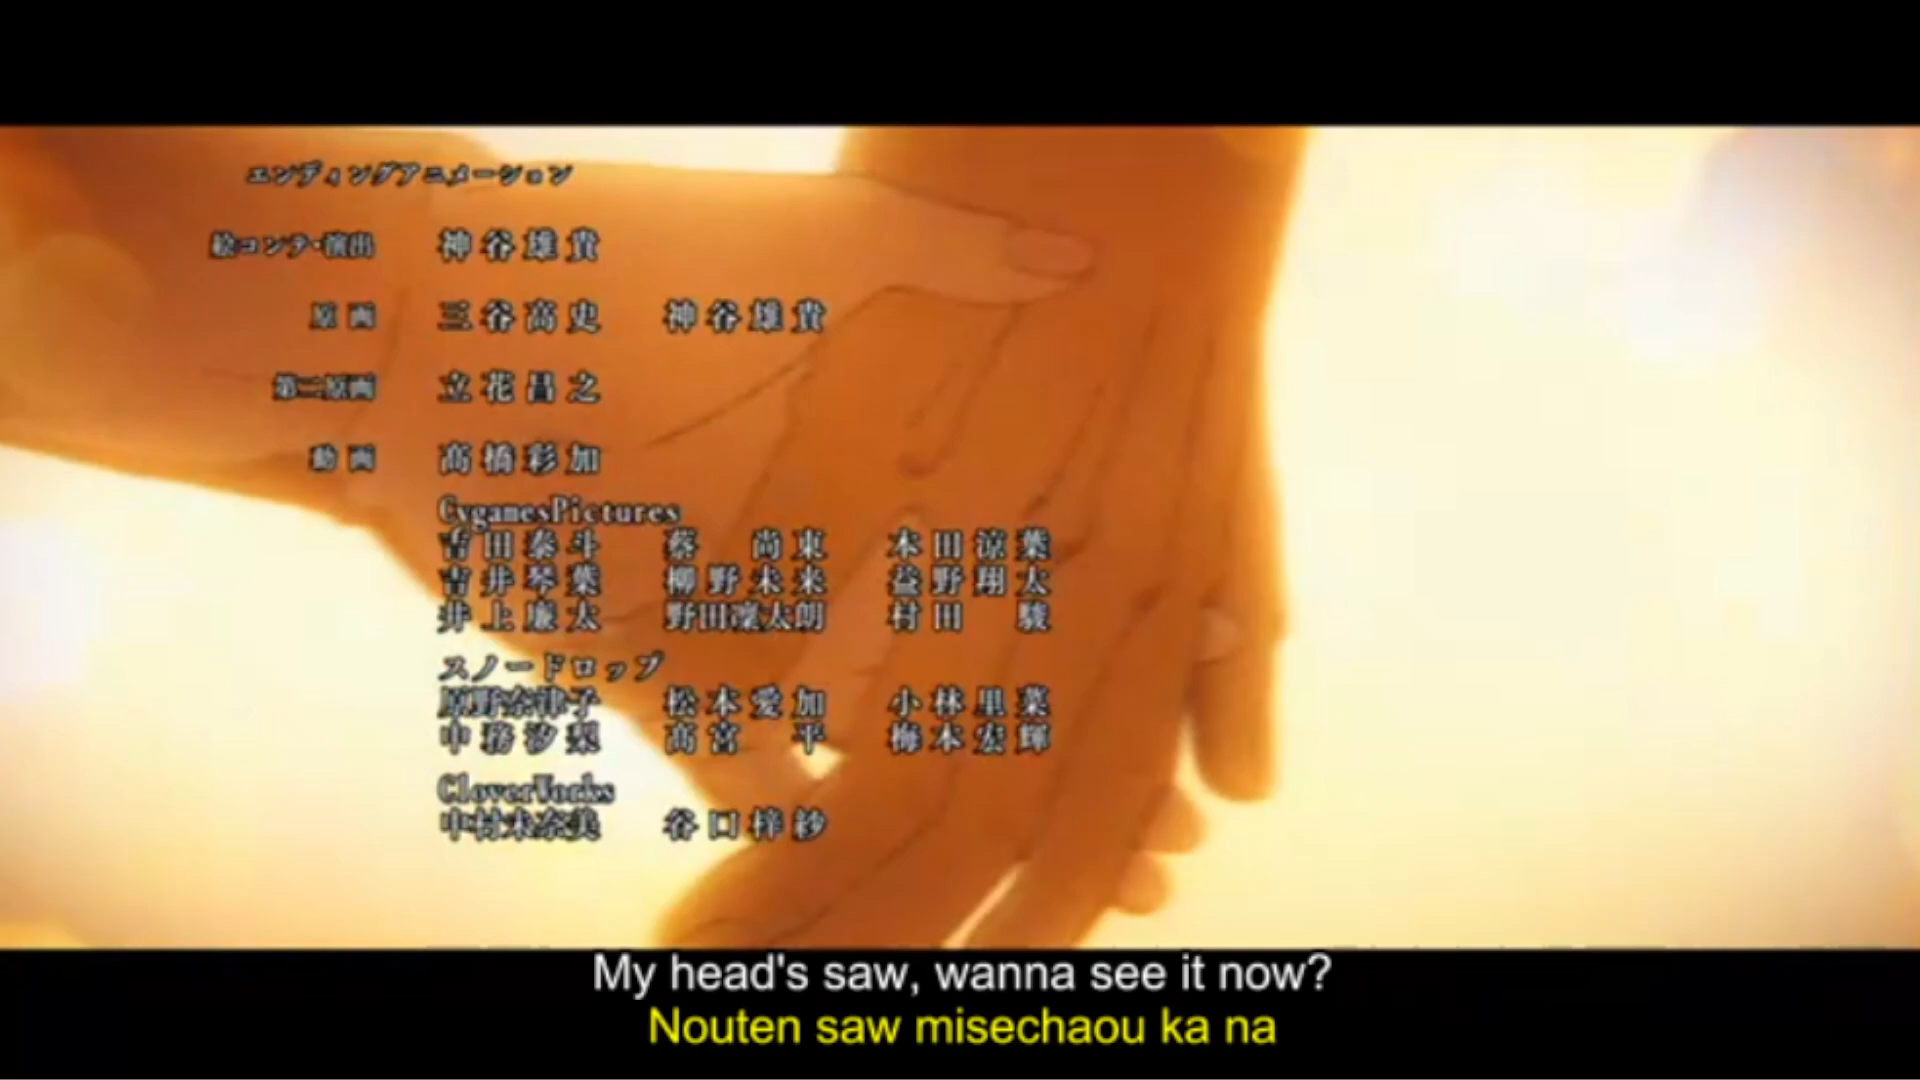 エンディングアニメーション
絵コンテ・演出 神谷雄貴
原画 三谷高史 神谷雄貴
第二原画 立花昌之
動画 髙橋彩加
CygamesPictures
吉田泰斗 蔡尚東 本田涼葉
吉井琴葉 柳野未来 益野翔太
井上廉太 野田凜太朗 村田駿
スノードロップ
原野奈津子 松本愛加 小林里菜
中務汐梨 髙宮平 梅本宏輝
CloverWorks
中村未奈美 谷口梓紗
My head's saw, wanna see it now?
Nouten saw misechaou ka na